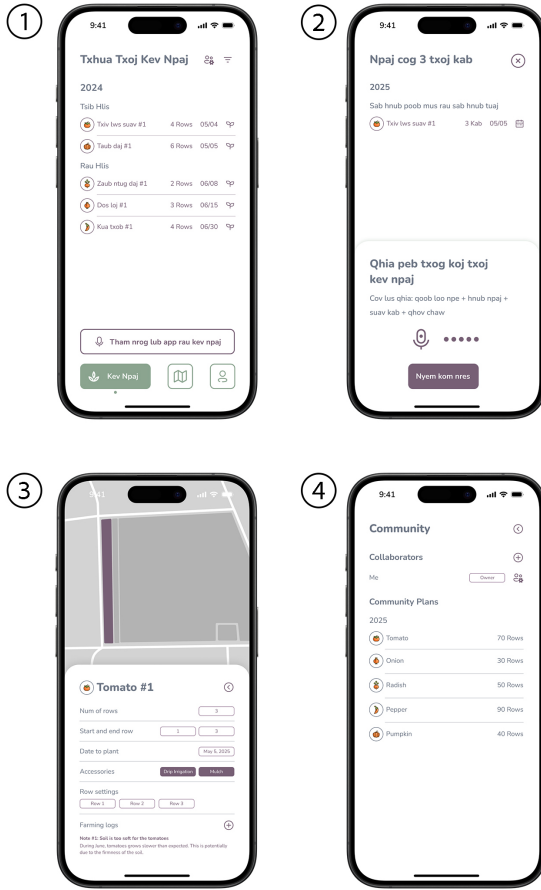 1
9:41
Txhua Txoj Kev Npaj
2024
Tsib Hlis
Txiv lws suav #1 4 Rows 05/04
Taub daj #1 6 Rows 05/05
Rau Hlis
Zaub ntug daj #1 2 Rows 06/08
Dos loj #1 3 Rows 06/15
Kua txob #1 4 Rows 06/30
Tham nrog lub app rau kev npaj
Kev Npaj
2
9:41
Npaj cog 3 txoj kab
2025
Sab hnub poob mus rau sab hnub tuaj
Txiv lws suav #1 3 Kab 05/05
Qhia peb txog koj txoj
kev npaj
Cov lus qhia: qoob loo npe + hnub npaj +
suav kab + qhov chaw
Nyem kom nres
3
9:41
Tomato #1
Num of rows 3
Start and end row 1 3
Date to plant May 5, 2025
Accessories Drip Irrigation Mulch
Row settings
Row 1 Row 2 Row 3
Farming logs
Note #1: Soil is too soft for the tomatoes
During June, tomatoes grows slower than expected. This is potentially
due to the firmness of the soil.
4
9:41
Community
Collaborators
Me Owner
Community Plans
2025
Tomato 70 Rows
Onion 30 Rows
Radish 50 Rows
Pepper 90 Rows
Pumpkin 40 Rows